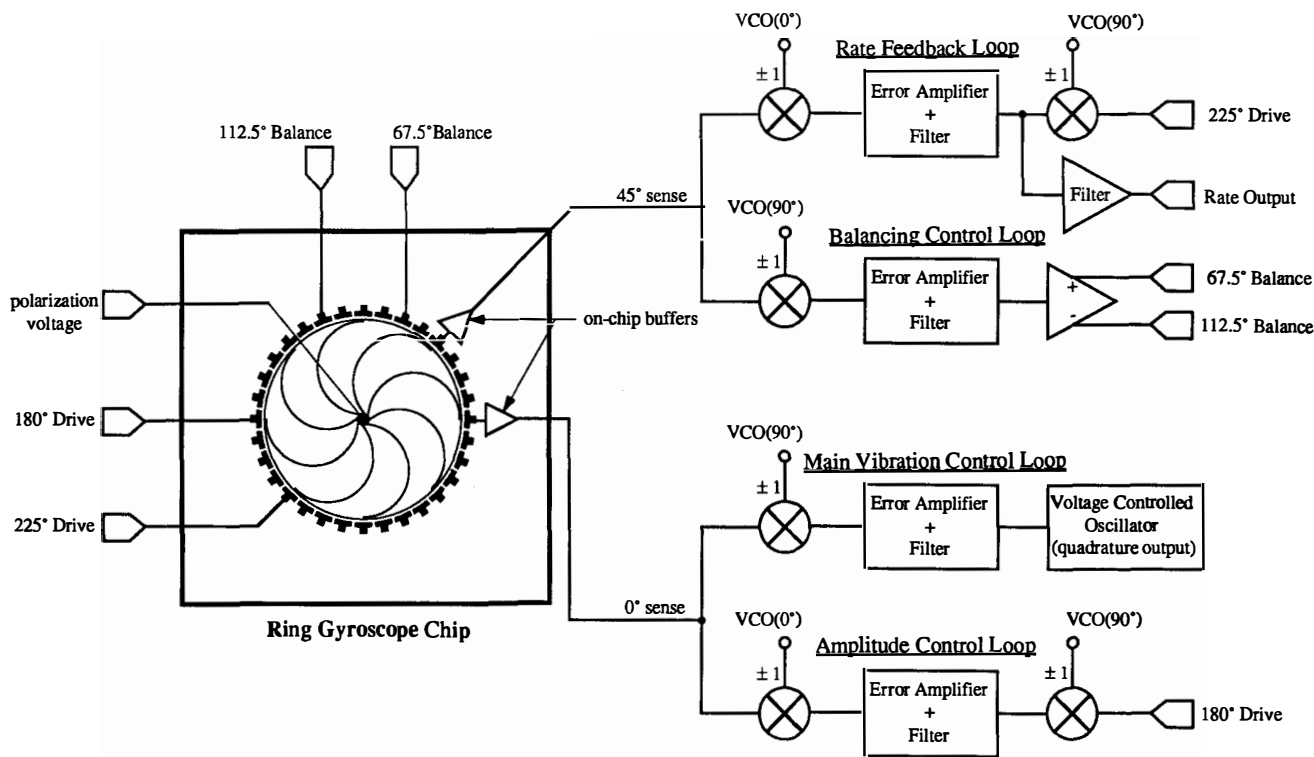 VCO(0°)
VCO(90°)
Rate Feedback Loop
± 1
± 1
Error Amplifier
+
Filter
225° Drive
112.5° Balance
67.5°Balance
45° sense
Filter
Rate Output
VCO(90°)
Balancing Control Loop
± 1
Error Amplifier
+
Filter
+
-
67.5° Balance
112.5° Balance
polarization
voltage
on-chip buffers
180° Drive
225° Drive
VCO(90°)
Main Vibration Control Loop
± 1
Error Amplifier
+
Filter
Voltage Controlled
Oscillator
(quadrature output)
0° sense
Ring Gyroscope Chip
VCO(0°)
VCO(90°)
Amplitude Control Loop
± 1
± 1
Error Amplifier
+
Filter
180° Drive